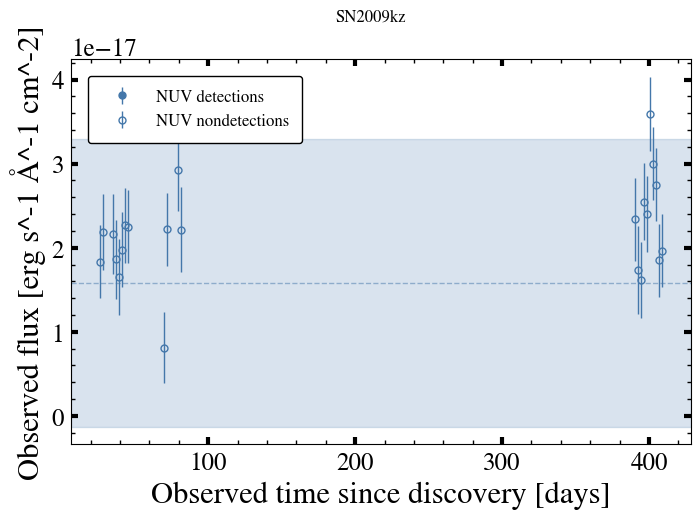 SN2009kz
1e−17
NUV detections
NUV nondetections
4
3
2
1
0
Observed flux [erg s^-1 Å^-1 cm^-2]
100 200 300 400
Observed time since discovery [days]